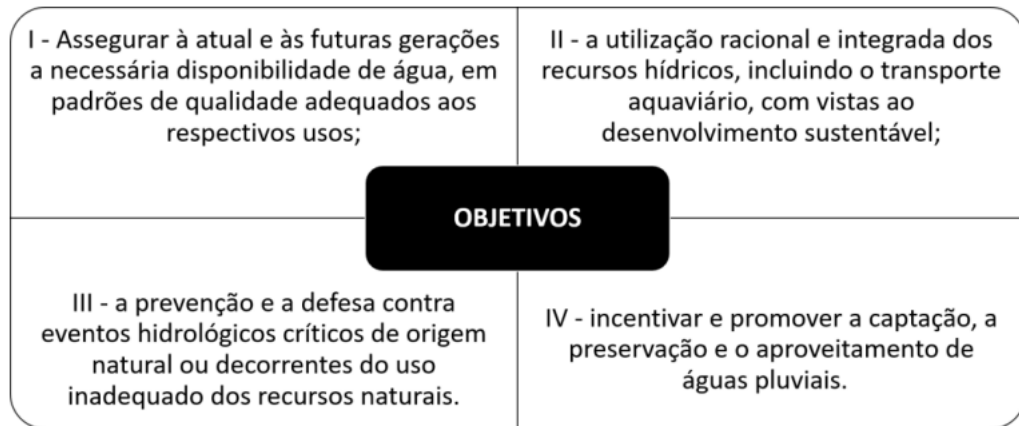 I - Assegurar à atual e às futuras gerações
a necessária disponibilidade de água, em
padrões de qualidade adequados aos
respectivos usos;
II - a utilização racional e integrada dos
recursos hídricos, incluindo o transporte
aquaviário, com vistas ao
desenvolvimento sustentável;
OBJETIVOS
III - a prevenção e a defesa contra
eventos hidrológicos críticos de origem
natural ou decorrentes do uso
inadequado dos recursos naturais.
IV - incentivar e promover a captação, a
preservação e o aproveitamento de
águas pluviais.